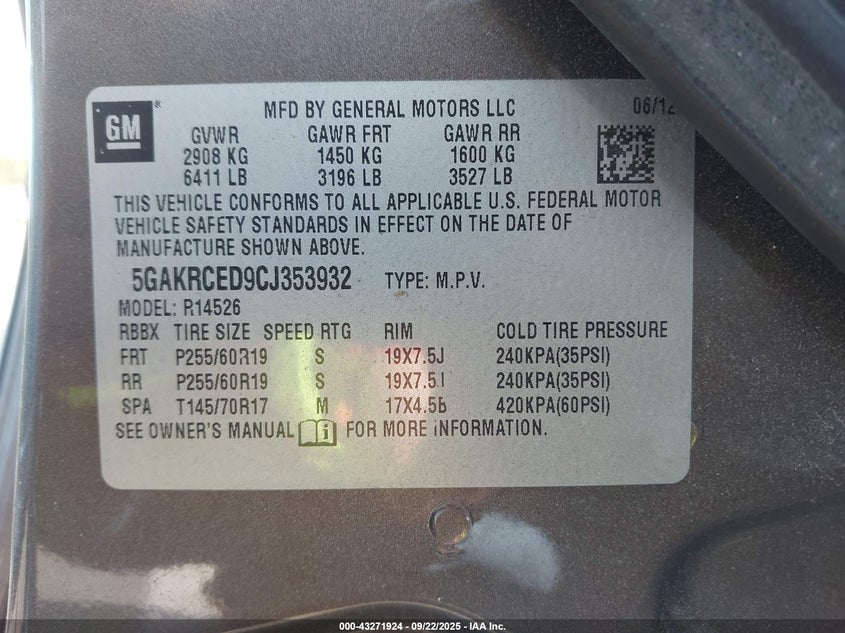 GM ®
MFD BY GENERAL MOTORS LLC 06/12
GVWR GAWR FRT GAWR RR
2908 KG 1450 KG 1600 KG
6411 LB 3196 LB 3527 LB
THIS VEHICLE CONFORMS TO ALL APPLICABLE U.S. FEDERAL MOTOR
VEHICLE SAFETY STANDARDS IN EFFECT ON THE DATE OF
MANUFACTURE SHOWN ABOVE.
5GAKRCED9CJ353932 TYPE: M.P.V.
MODEL: R14526
RBBX TIRE SIZE SPEED RTG RIM COLD TIRE PRESSURE
FRT P255/60R19 S 19X7.5J 240KPA(35PSI)
RR P255/60R19 S 19X7.5J 240KPA(35PSI)
SPA T145/70R17 M 17X4.5B 420KPA(60PSI)
SEE OWNER'S MANUAL i FOR MORE INFORMATION.
000-43271924 - 09/22/2025 - IAA Inc.